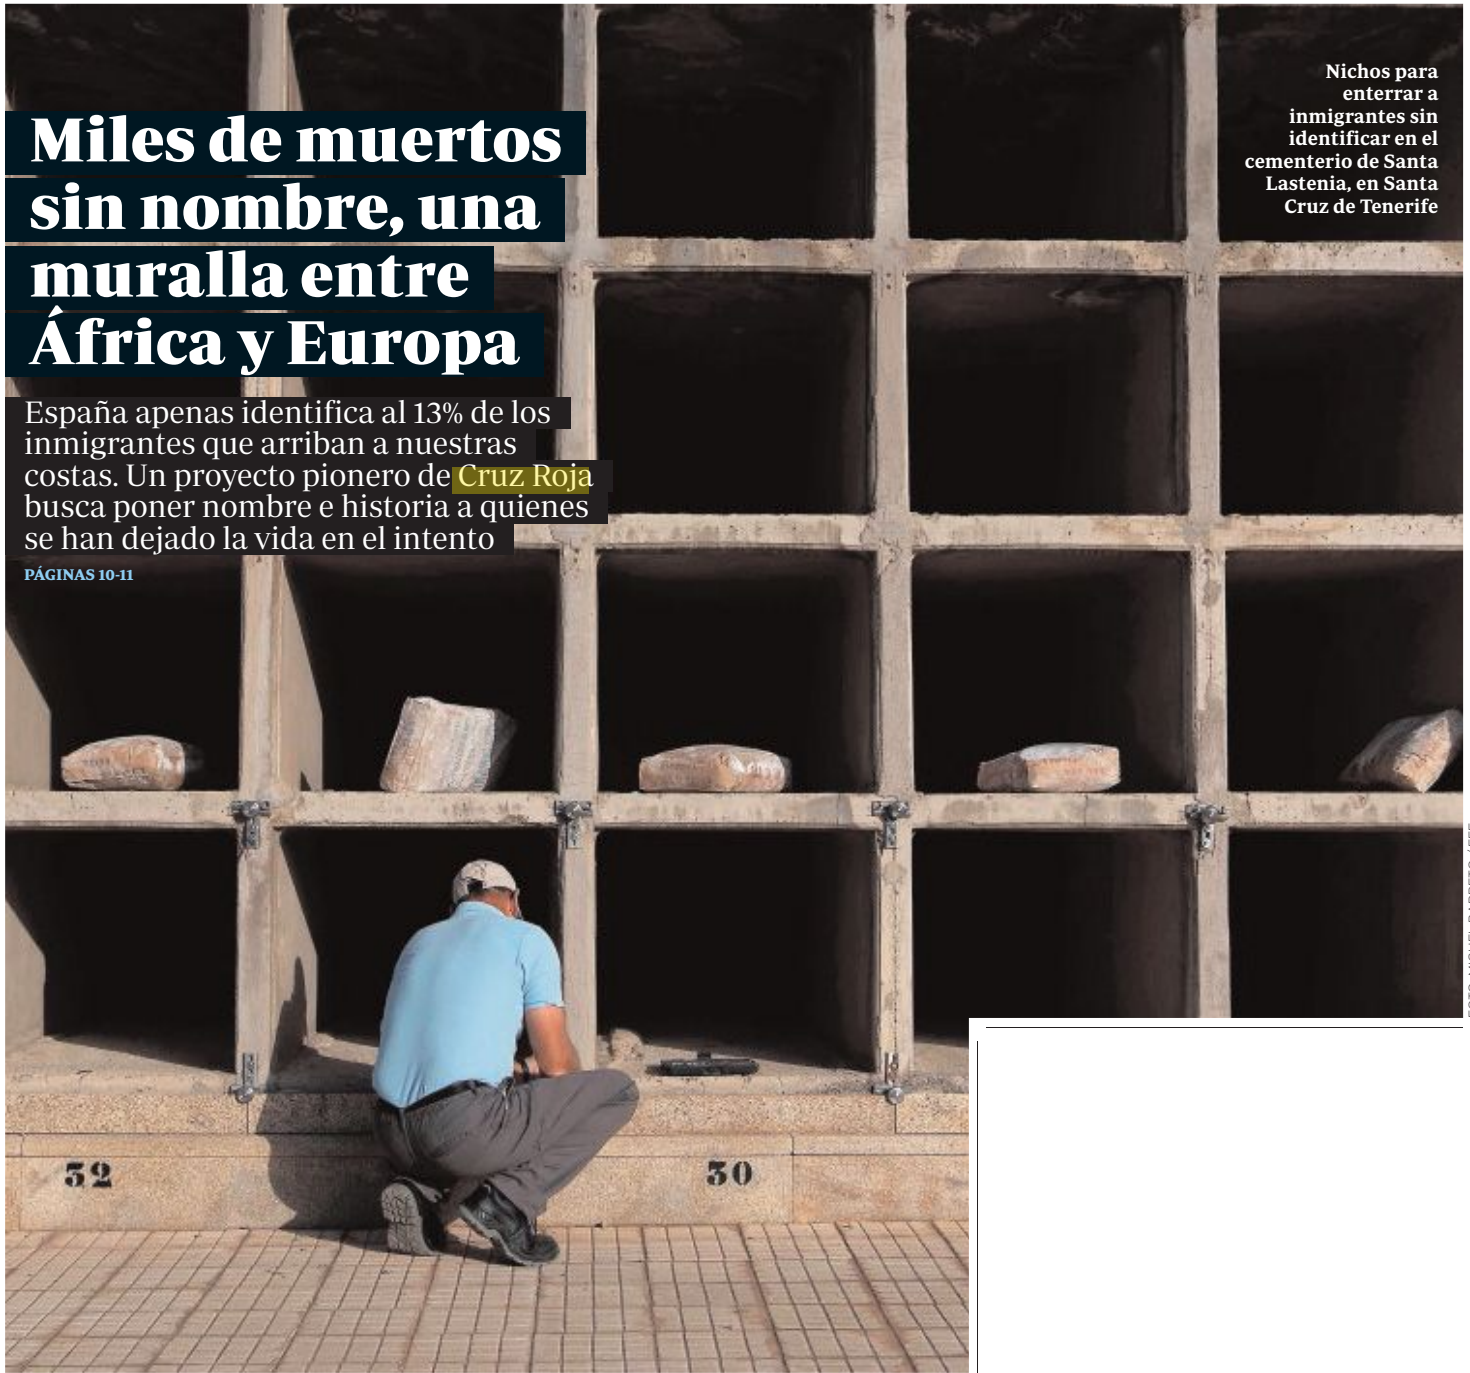 Miles de muertos
sin nombre, una
muralla entre
África y Europa
España apenas identifica al 13% de los
inmigrantes que arriban a nuestras
costas. Un proyecto pionero de Cruz Roja
busca poner nombre e historia a quienes
se han dejado la vida en el intento
PÁGINAS 10-11
Nichos para
enterrar a
inmigrantes sin
identificar en el
cementerio de Santa
Lastenia, en Santa
Cruz de Tenerife
32
30